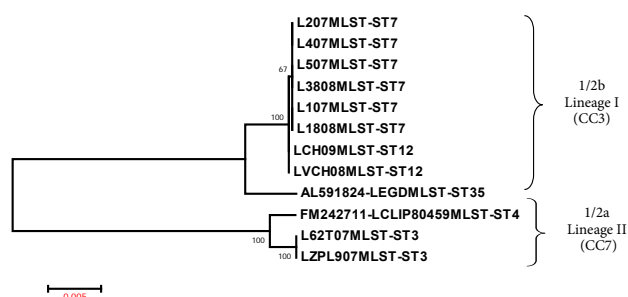 L207MLST-ST7
L407MLST-ST7
L507MLST-ST7
67
L3808MLST-ST7
1/2b
Lineage I
(CC3)
L107MLST-ST7
100
L1808MLST-ST7
LCH09MLST-ST12
LVCH08MLST-ST12
AL591824-LEGDMLST-ST35
FM242711-LCLIP80459MLST-ST4
1/2a
Lineage II
(CC7)
100
L62T07MLST-ST3
100
LZPL907MLST-ST3
0.005